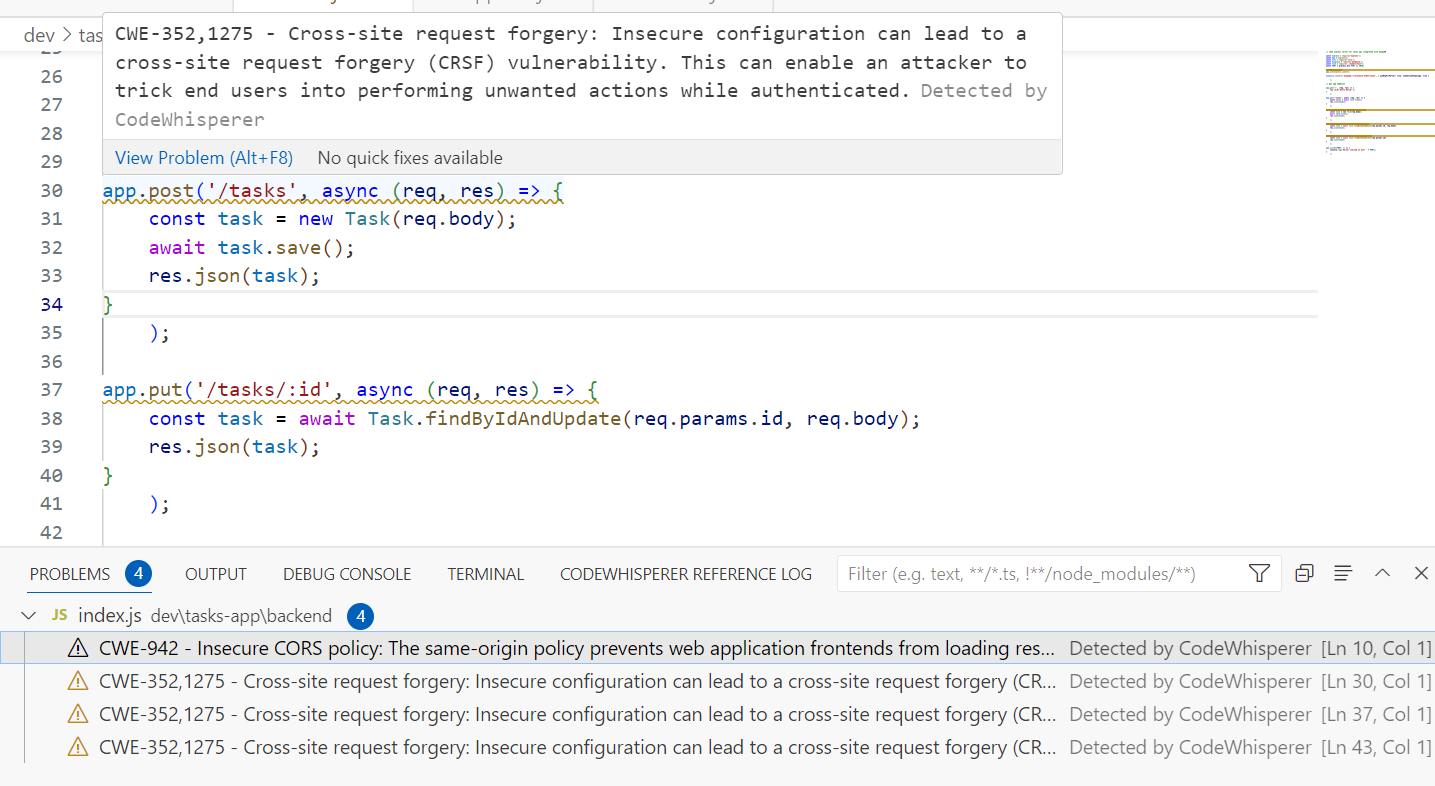 dev > tas
CWE-352,1275 - Cross-site request forgery: Insecure configuration can lead to a
cross-site request forgery (CRSF) vulnerability. This can enable an attacker to
trick end users into performing unwanted actions while authenticated. Detected by
CodeWhisperer
View Problem (Alt+F8) No quick fixes available
26
27
28
29
30 app.post('/tasks', async (req, res) => {
31 const task = new Task(req.body);
32 await task.save();
33 res.json(task);
34 }
35 );
36
37 app.put('/tasks/:id', async (req, res) => {
38 const task = await Task.findByIdAndUpdate(req.params.id, req.body);
39 res.json(task);
40 }
41 );
42
PROBLEMS 4 OUTPUT DEBUG CONSOLE TERMINAL CODEWHISPERER REFERENCE LOG Filter (e.g. text, **/*.ts, !**/node_modules/**)
JS index.js dev\tasks-app\backend 4
CWE-942 - Insecure CORS policy: The same-origin policy prevents web application frontends from loading res... Detected by CodeWhisperer [Ln 10, Col 1]
CWE-352,1275 - Cross-site request forgery: Insecure configuration can lead to a cross-site request forgery (CR... Detected by CodeWhisperer [Ln 30, Col 1]
CWE-352,1275 - Cross-site request forgery: Insecure configuration can lead to a cross-site request forgery (CR... Detected by CodeWhisperer [Ln 37, Col 1]
CWE-352,1275 - Cross-site request forgery: Insecure configuration can lead to a cross-site request forgery (CR... Detected by CodeWhisperer [Ln 43, Col 1]